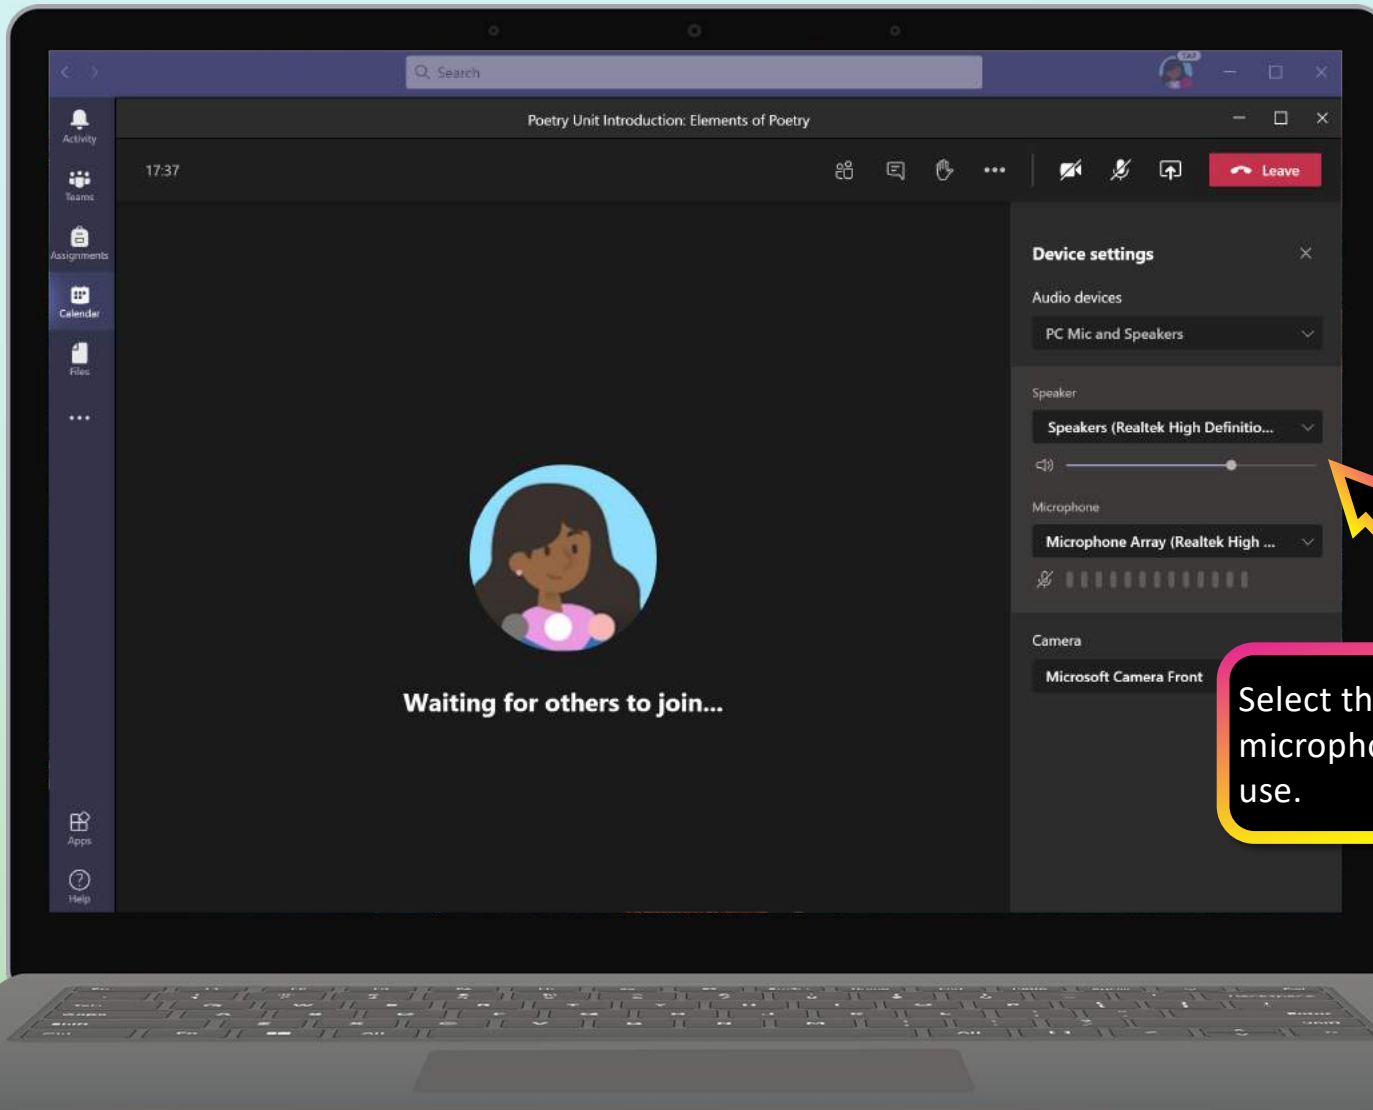 Search
TAP
Activity
Teams
Assignments
Calendar
Files
Apps
Help
Poetry Unit Introduction: Elements of Poetry
17:37
Leave
Device settings
Audio devices
PC Mic and Speakers
Speaker
Speakers (Realtek High Definitio...
Microphone
Microphone Array (Realtek High ...
Camera
Microsoft Camera Front
Waiting for others to join...
Select th
micropho
use.